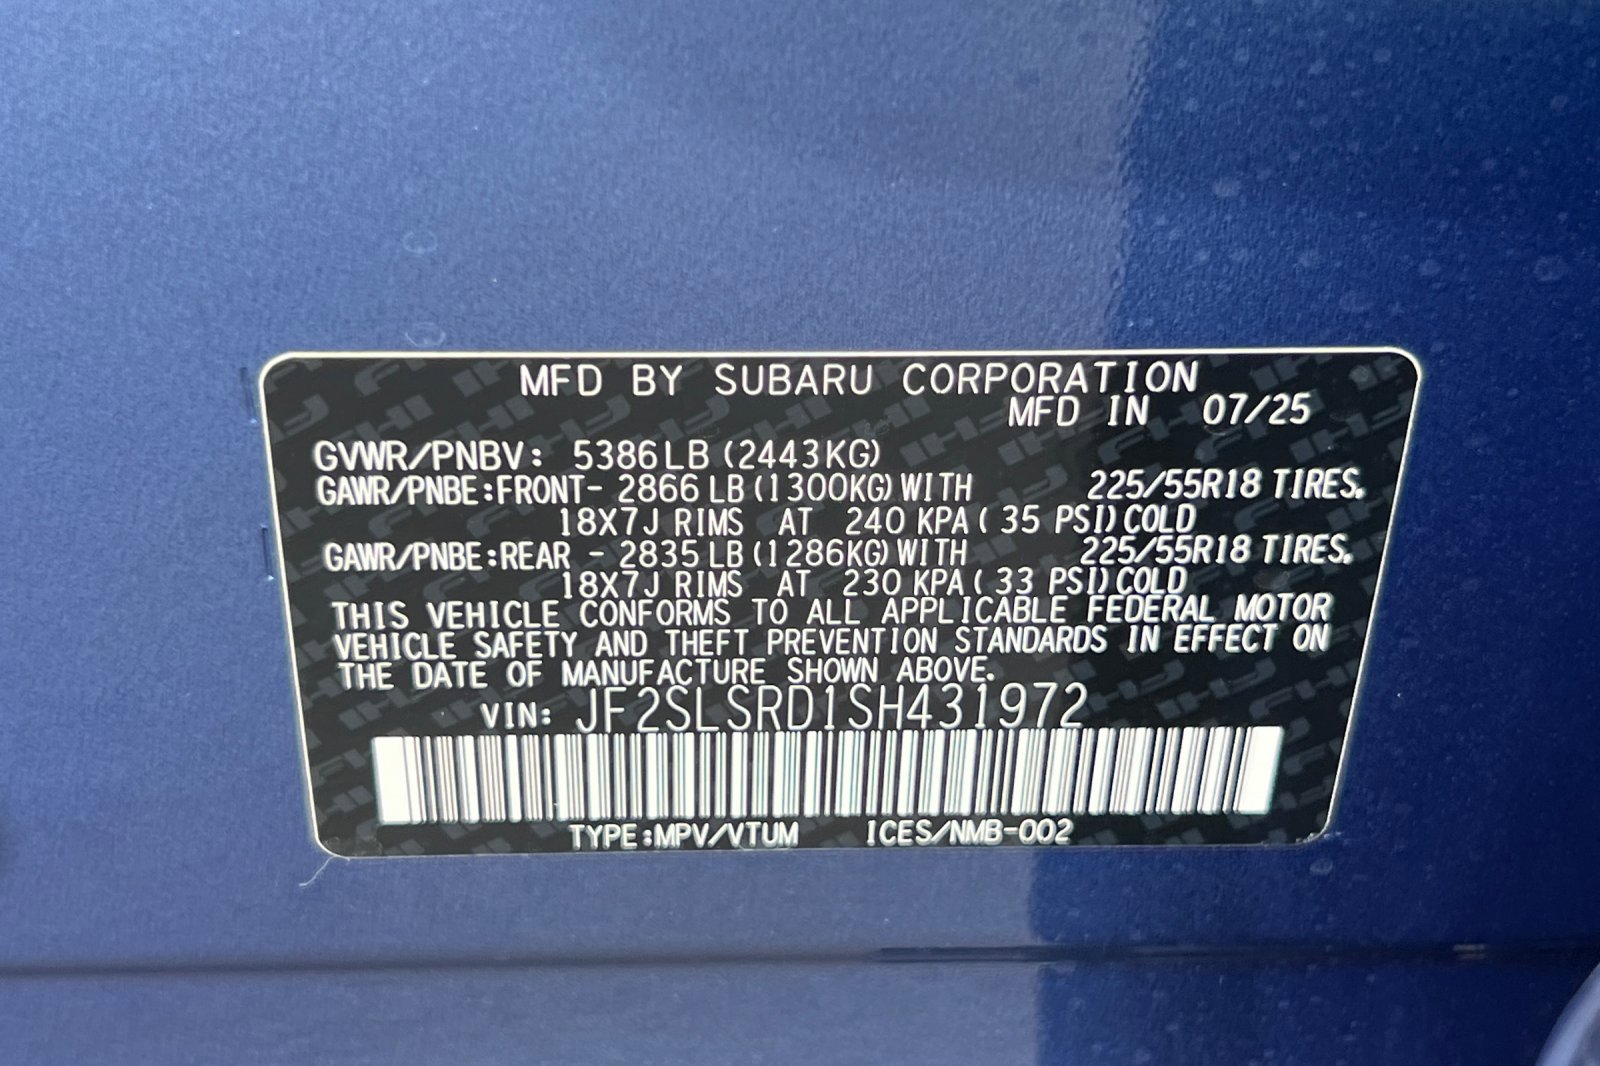 MFD BY SUBARU CORPORATION
MFD IN 07/25
GVWR/PNBV: 5386LB (2443KG)
GAWR/PNBE:FRONT- 2866 LB (1300KG) WITH 225/55R18 TIRES.
18X7J RIMS AT 240 KPA ( 35 PSI) COLD
GAWR/PNBE:REAR - 2835 LB (1286KG) WITH 225/55R18 TIRES.
18X7J RIMS AT 230 KPA ( 33 PSI) COLD
THIS VEHICLE CONFORMS TO ALL APPLICABLE FEDERAL MOTOR
VEHICLE SAFETY AND THEFT PREVENTION STANDARDS IN EFFECT ON
THE DATE OF MANUFACTURE SHOWN ABOVE.
VIN: JF2SLSRD1SH431972
TYPE:MPV/VTUM ICES/NMB-002